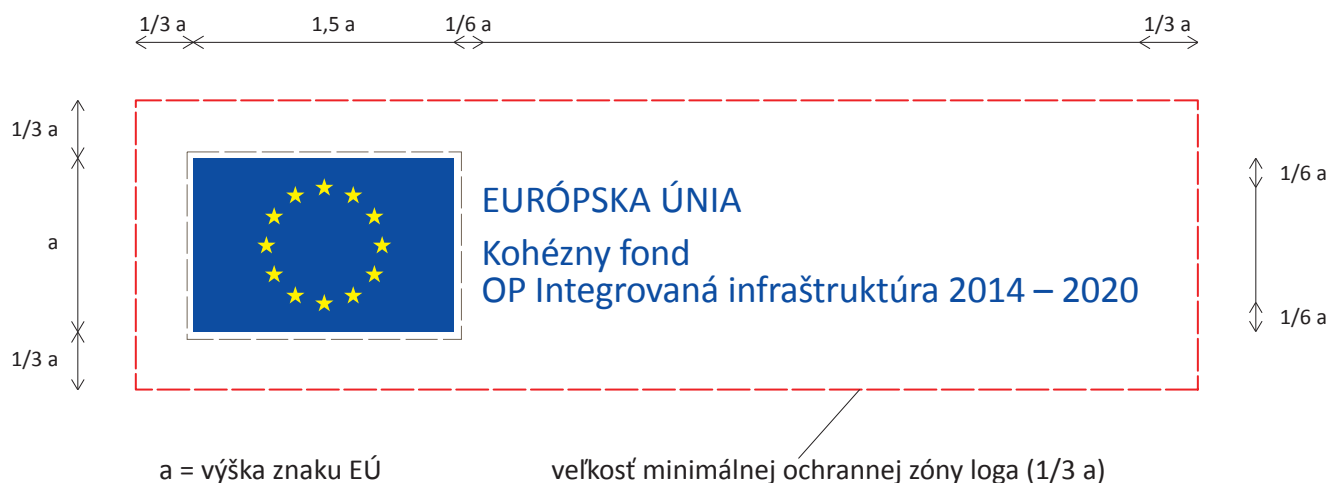 1/3 a
1,5 a
1/6 a
1/3 a
1/3 a
a
1/3 a
EURÓPSKA ÚNIA
Kohézny fond
OP Integrovaná infraštruktúra 2014 – 2020
1/6 a
1/6 a
a = výška znaku EÚ
veľkosť minimálnej ochrannej zóny loga (1/3 a)